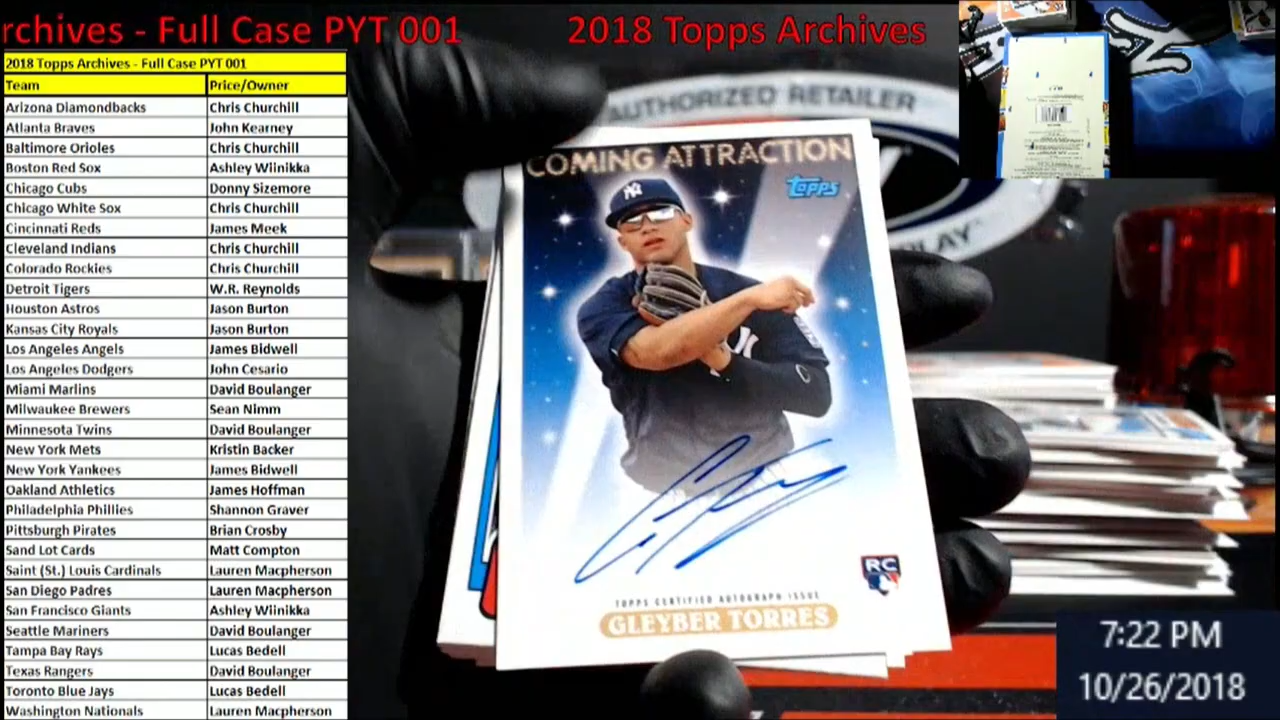 rchives - Full Case PYT 001 2018 Topps Archives
2018 Topps Archives - Full Case PYT 001
Team Price/Owner
Arizona Diamondbacks Chris Churchill
Atlanta Braves John Kearney
Baltimore Orioles Chris Churchill
Boston Red Sox Ashley Wiinikka
Chicago Cubs Donny Sizemore
Chicago White Sox Chris Churchill
Cincinnati Reds James Meek
Cleveland Indians Chris Churchill
Colorado Rockies Chris Churchill
Detroit Tigers W.R. Reynolds
Houston Astros Jason Burton
Kansas City Royals Jason Burton
Los Angeles Angels James Bidwell
Los Angeles Dodgers John Cesario
Miami Marlins David Boulanger
Milwaukee Brewers Sean Nimm
Minnesota Twins David Boulanger
New York Mets Kristin Backer
New York Yankees James Bidwell
Oakland Athletics James Hoffman
Philadelphia Phillies Shannon Graver
Pittsburgh Pirates Brian Crosby
Sand Lot Cards Matt Compton
Saint (St.) Louis Cardinals Lauren Macpherson
San Diego Padres Lauren Macpherson
San Francisco Giants Ashley Wiinikka
Seattle Mariners David Boulanger
Tampa Bay Rays Lucas Bedell
Texas Rangers David Boulanger
Toronto Blue Jays Lucas Bedell
Washington Nationals Lauren Macpherson
AUTHORIZED RETAILER
COMING ATTRACTION
topps
NY
RC
TOPPS CERTIFIED AUTOGRAPH ISSUE
GLEYBER TORRES
7:22 PM
10/26/2018